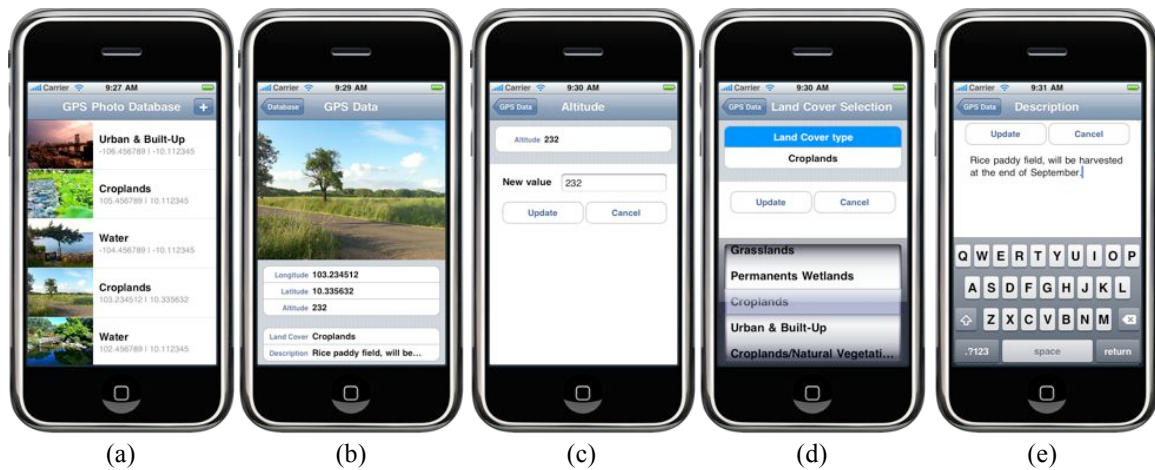 Carrier 9:27 AM
GPS Photo Database +
Urban & Built-Up
-106.456789 | -10.112345
Croplands
105.456789 | 10.112345
Water
-104.456789 | -10.112345
Croplands
103.234512 | 10.335632
Water
102.456789 | 10.112345
(a)
Carrier 9:29 AM
Database GPS Data
Longitude 103.234512
Latitude 10.335632
Altitude 232
Land Cover Croplands
Description Rice paddy field, will be...
(b)
Carrier 9:30 AM
GPS Data Altitude
Altitude 232
New value 232
Update Cancel
(c)
Carrier 9:30 AM
GPS Data Land Cover Selection
Land Cover type
Croplands
Update Cancel
Grasslands
Permanents Wetlands
Croplands
Urban & Built-Up
Croplands/Natural Vegetati...
(d)
Carrier 9:31 AM
GPS Data Description
Update Cancel
Rice paddy field, will be harvested
at the end of September.
Q W E R T Y U I O P
A S D F G H J K L
Z X C V B N M
.?123 space return
(e)